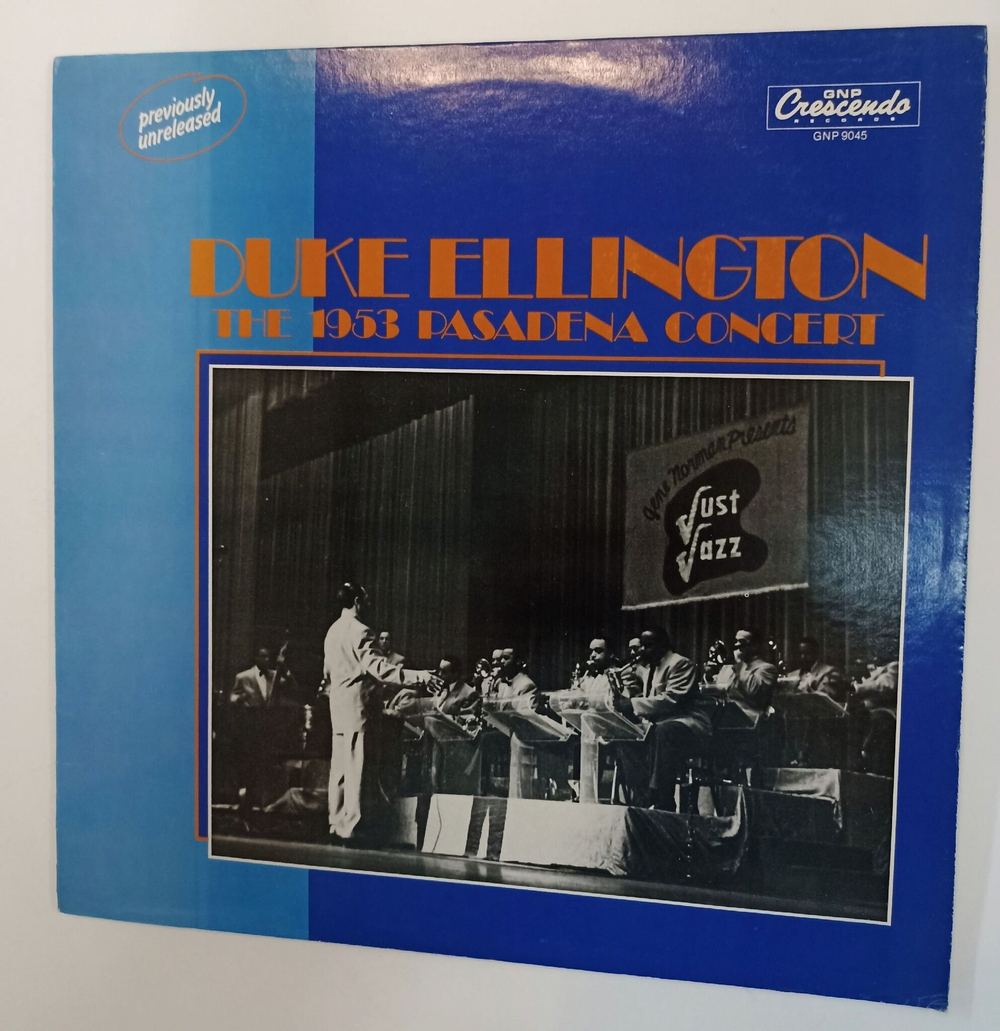 previously
unreleased
GNP
Crescendo
RECORDS
GNP 9045
DUKE ELLINGTON
THE 1953 PASADENA CONCERT
Gene Norman Presents
Just
Jazz